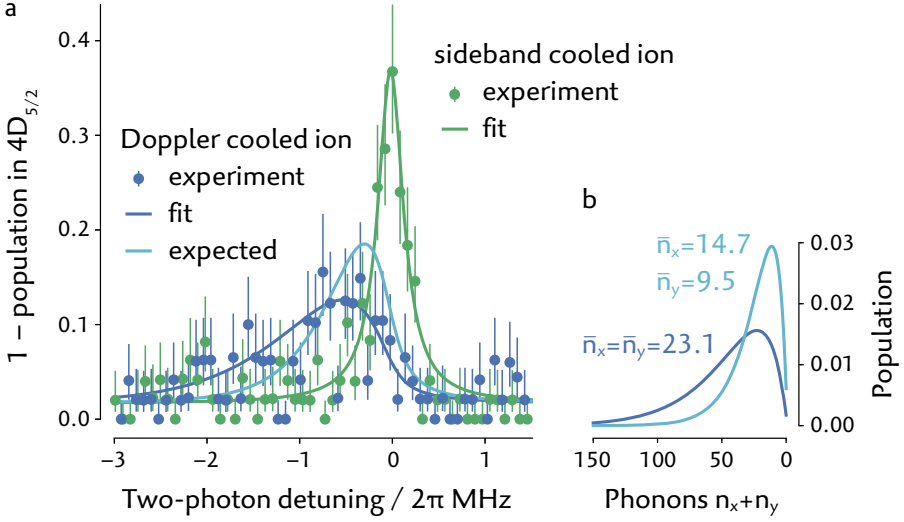 a
0.4
0.3
0.2
0.1
0.0
1 – population in 4D5/2
sideband cooled ion
experiment
fit
Doppler cooled ion
experiment
fit
expected
−3
−2
−1
0
1
Two-photon detuning / 2π MHz
b
n̄x=14.7
n̄y=9.5
n̄x=n̄y=23.1
0.03
0.02
0.01
0.00
Population
150
100
50
0
Phonons nx+ny